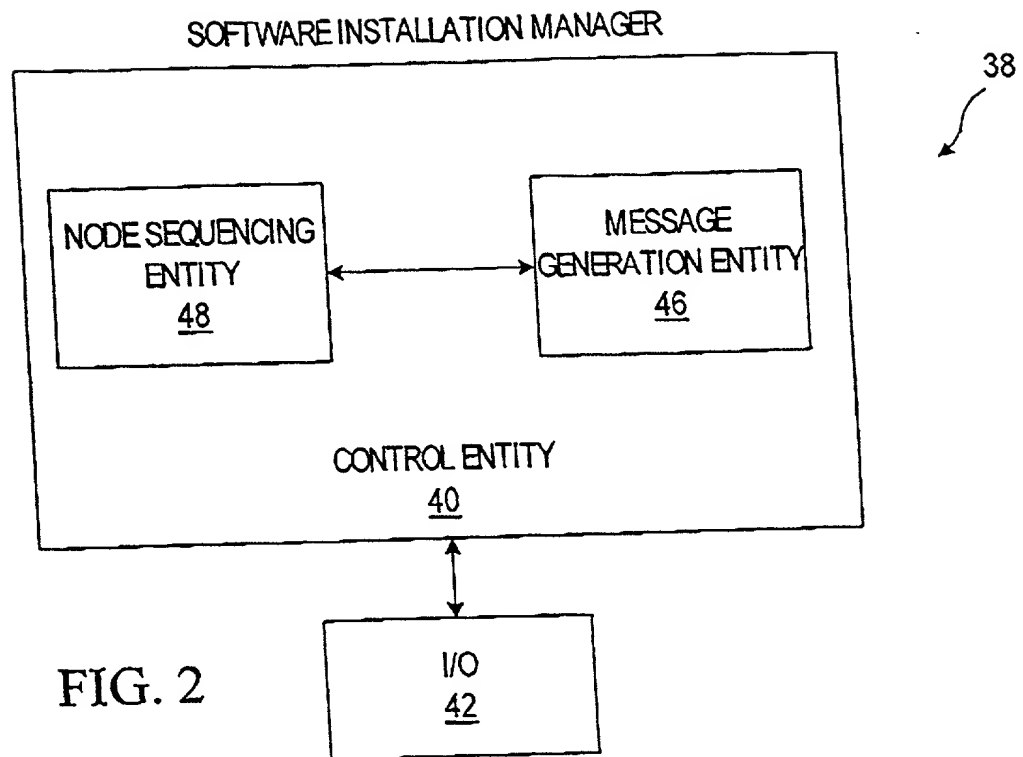 SOFTWARE INSTALLATION MANAGER
38
NODE SEQUENCING
ENTITY
48
MESSAGE
GENERATION ENTITY
46
CONTROL ENTITY
40
I/O
42
FIG. 2